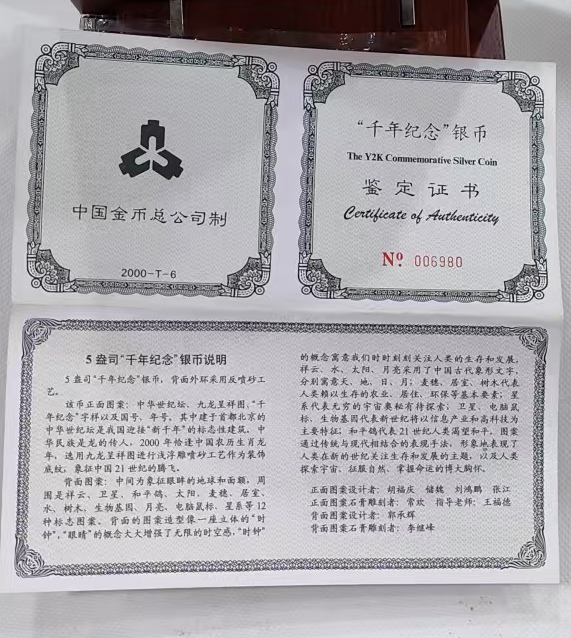 中国金币总公司制
2000-T-6
“千年纪念”银币
The Y2K Commemorative Silver Coin
鉴定证书
Certificate of Authenticity
№ 006980
5盎司“千年纪念”银币说明
5盎司“千年纪念”银币，背面外环采用反喷砂工
艺。
该币正面图案：中华世纪坛、九龙呈祥图、“千
年纪念”字样以及国号、年号。其中建于首都北京的
中华世纪坛是我国迎接“新千年”的标志性建筑。中
华民族是龙的传人，2000年恰逢中国农历生肖龙
年，选用九龙呈祥图进行浅浮雕喷砂工艺作为装饰
底纹；象征中国21世纪的腾飞。
背面图案：中间为象征眼眸的地球和面额，周
围是祥云、卫星、和平鸽、太阳、麦穗、居室、
水、树木、生物基因、月亮、电脑鼠标、星系等12
种标志图案。背面的图案造型像一座立体的“时
钟”，“眼睛”的概念大大增强了无限的时空感，“时钟”
的概念寓意我们时时刻刻关注人类的生存和发展。
祥云、水、太阳、月亮采用了中国古代象形文字，
分别寓意天、地、日、月；麦穗、居室、树木代表
人类赖以生存的农业、居住、环保等基本要素；星
系代表无穷的宇宙奥秘有待探索；卫星、电脑鼠
标、生物基因代表新世纪将以信息产业和高科技为
主要特征；和平鸽代表21世纪人类渴望和平，图案
通过传统与现代相结合的表现手法，形象地表现了
人类在新的世纪关注生存和发展的主题，以及人类
探索宇宙、征服自然、掌握命运的博大胸怀。
正面图案设计者：胡福庆 储巍 刘鸿鹏 张江
正面图案石膏雕刻者：常欢 指导老师：王福德
背面图案设计者：郭承辉
背面图案石膏雕刻者：李继峰